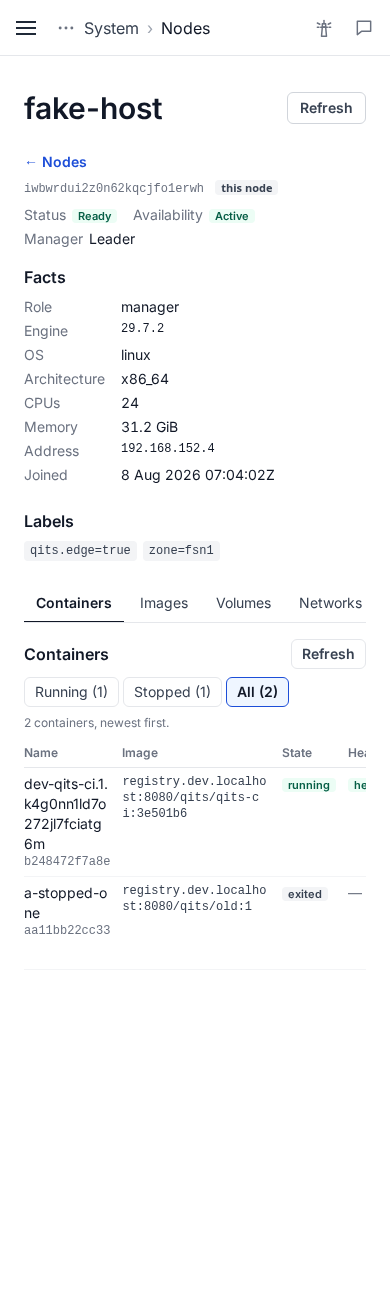 System › Nodes
fake-host
Refresh
← Nodes
iwbwrdui2z0n62kqcjfo1erwh this node
Status Ready Availability Active
Manager Leader
Facts
Role manager
Engine 29.7.2
OS linux
Architecture x86_64
CPUs 24
Memory 31.2 GiB
Address 192.168.152.4
Joined 8 Aug 2026 07:04:02Z
Labels
qits.edge=true zone=fsn1
Containers Images Volumes Networks
Containers
Refresh
Running (1) Stopped (1) All (2)
2 containers, newest first.
Name Image State Hea
dev-qits-ci.1.
k4g0nn1ld7o
272jl7fciatg
6m
b248472f7a8e
registry.dev.localho
st:8080/qits/qits-c
i:3e501b6
running he
a-stopped-o
ne
aa11bb22cc33
registry.dev.localho
st:8080/qits/old:1
exited —